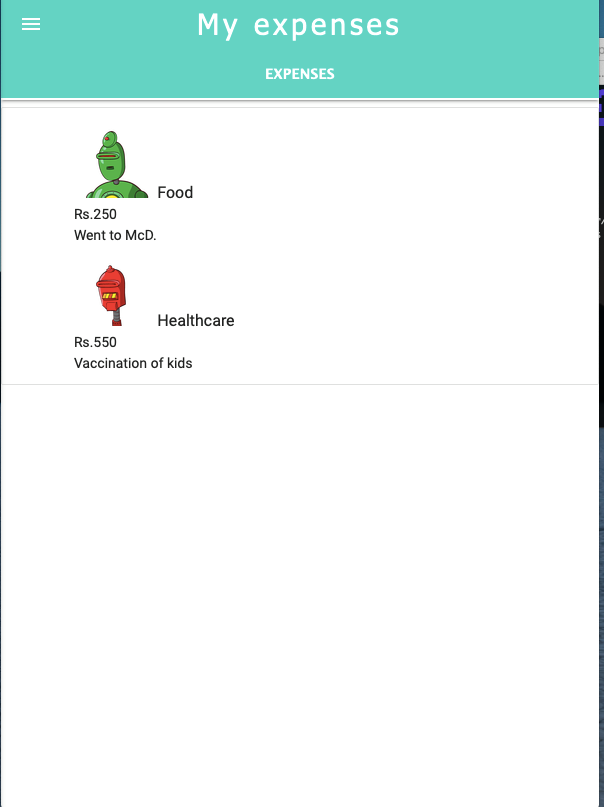 My expenses
EXPENSES
Food
Rs.250
Went to McD.
Healthcare
Rs.550
Vaccination of kids